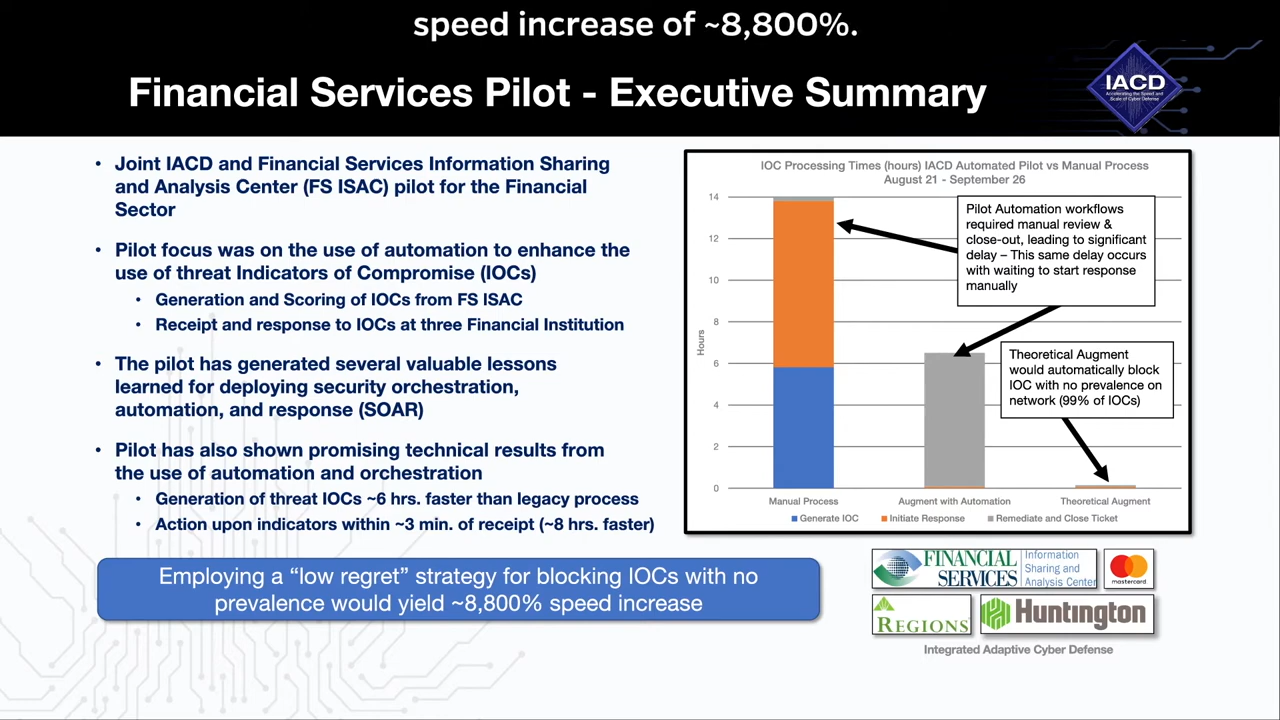 speed increase of ~8,800%.
Financial Services Pilot - Executive Summary
IACD
Accelerating the Speed and
Scale of Cyber Defense
• Joint IACD and Financial Services Information Sharing
and Analysis Center (FS ISAC) pilot for the Financial
Sector
• Pilot focus was on the use of automation to enhance the
use of threat Indicators of Compromise (IOCs)
• Generation and Scoring of IOCs from FS ISAC
• Receipt and response to IOCs at three Financial Institution
• The pilot has generated several valuable lessons
learned for deploying security orchestration,
automation, and response (SOAR)
• Pilot has also shown promising technical results from
the use of automation and orchestration
• Generation of threat IOCs ~6 hrs. faster than legacy process
• Action upon indicators within ~3 min. of receipt (~8 hrs. faster)
Employing a “low regret” strategy for blocking IOCs with no
prevalence would yield ~8,800% speed increase
IOC Processing Times (hours) IACD Automated Pilot vs Manual Process
August 21 - September 26
14
12
10
8
6
4
2
0
Hours
Pilot Automation workflows
required manual review &
close-out, leading to significant
delay – This same delay occurs
with waiting to start response
manually
Theoretical Augment
would automatically block
IOC with no prevalence on
network (99% of IOCs)
Manual Process Augment with Automation Theoretical Augment
Generate IOC Initiate Response Remediate and Close Ticket
FINANCIAL
SERVICES
Information
Sharing and
Analysis Center
mastercard
REGIONS
Huntington
Integrated Adaptive Cyber Defense